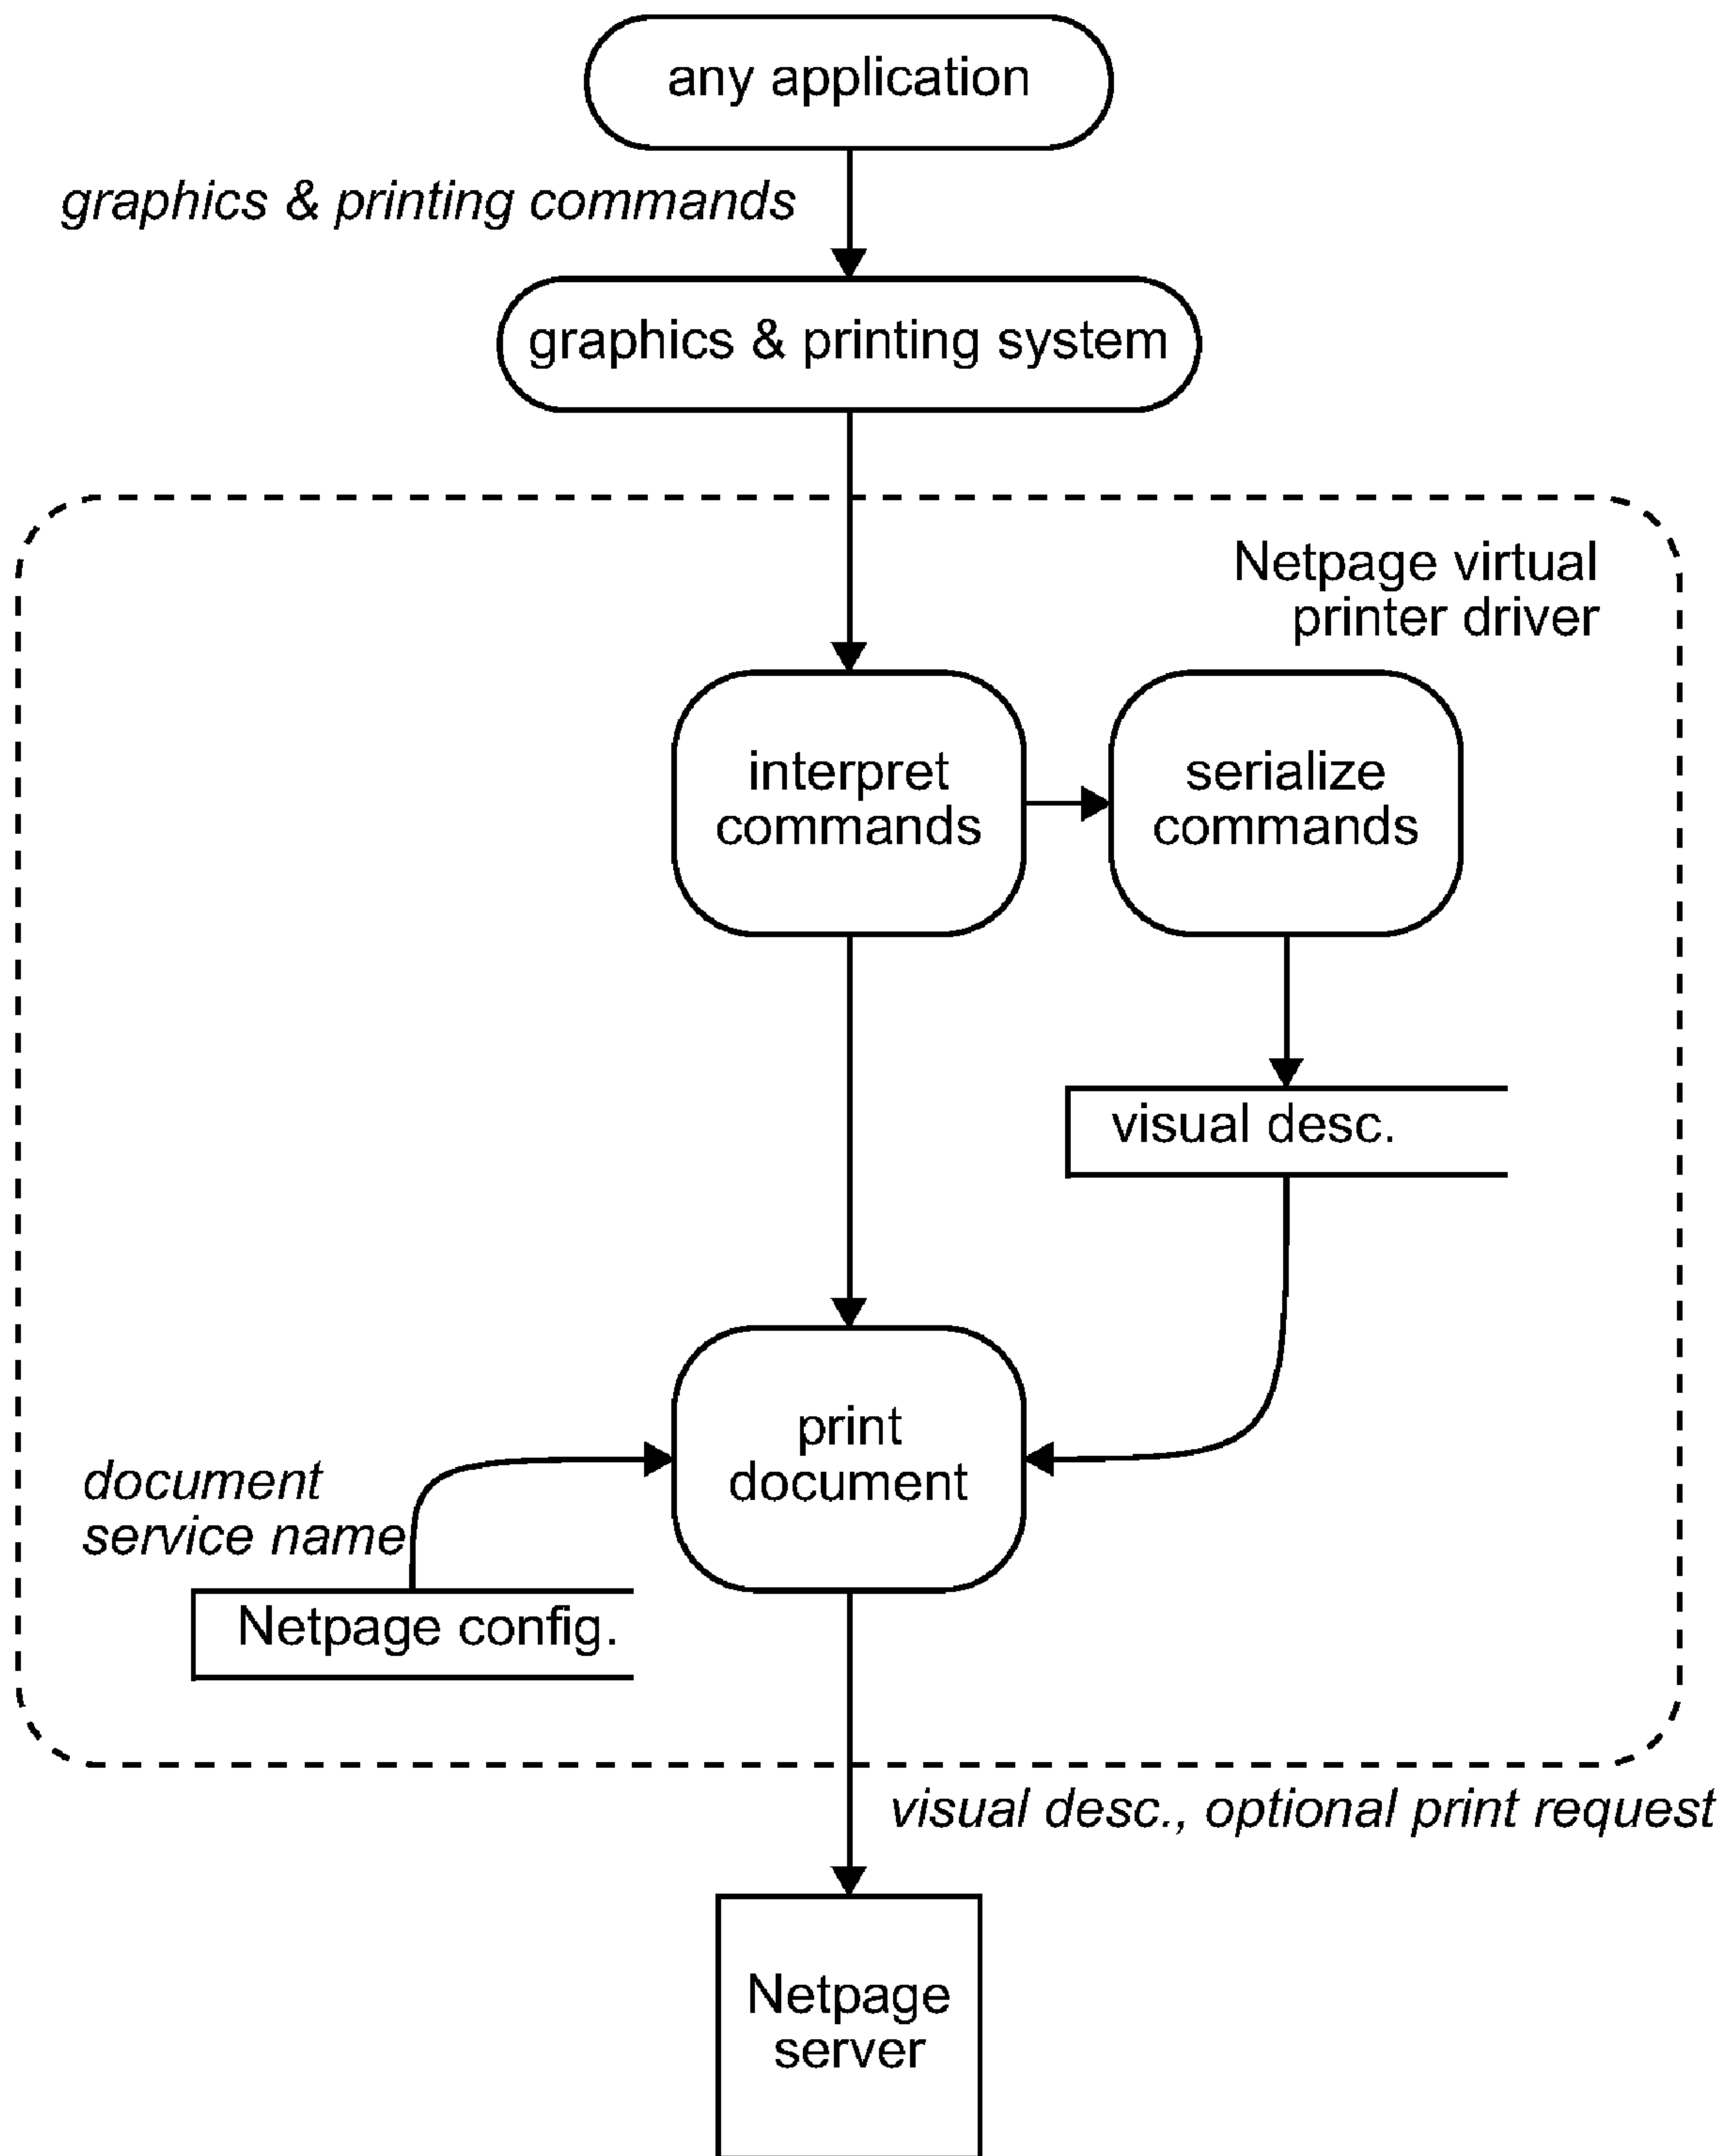 any application
graphics & printing commands
graphics & printing system
Netpage virtual
printer driver
interpret
commands
serialize
commands
visual desc.
print
document
document
service name
Netpage config.
visual desc., optional print request
Netpage
server